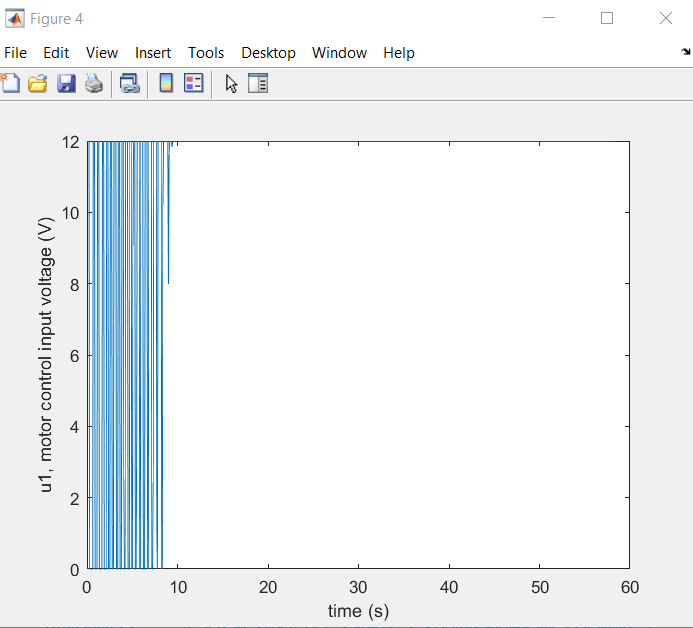 Figure 4
File Edit View Insert Tools Desktop Window Help
12
10
8
6
4
2
0
u1, motor control input voltage (V)
0 10 20 30 40 50 60
time (s)